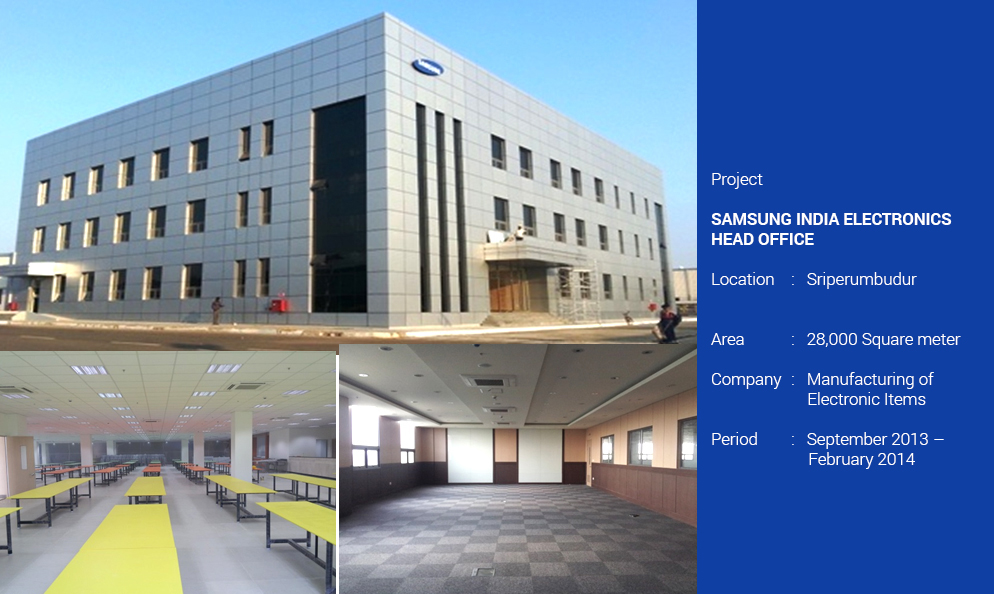 SAMSUNG
Project
SAMSUNG INDIA ELECTRONICS
HEAD OFFICE
Location : Sriperumbudur
Area : 28,000 Square meter
Company : Manufacturing of
Electronic Items
Period : September 2013 –
February 2014